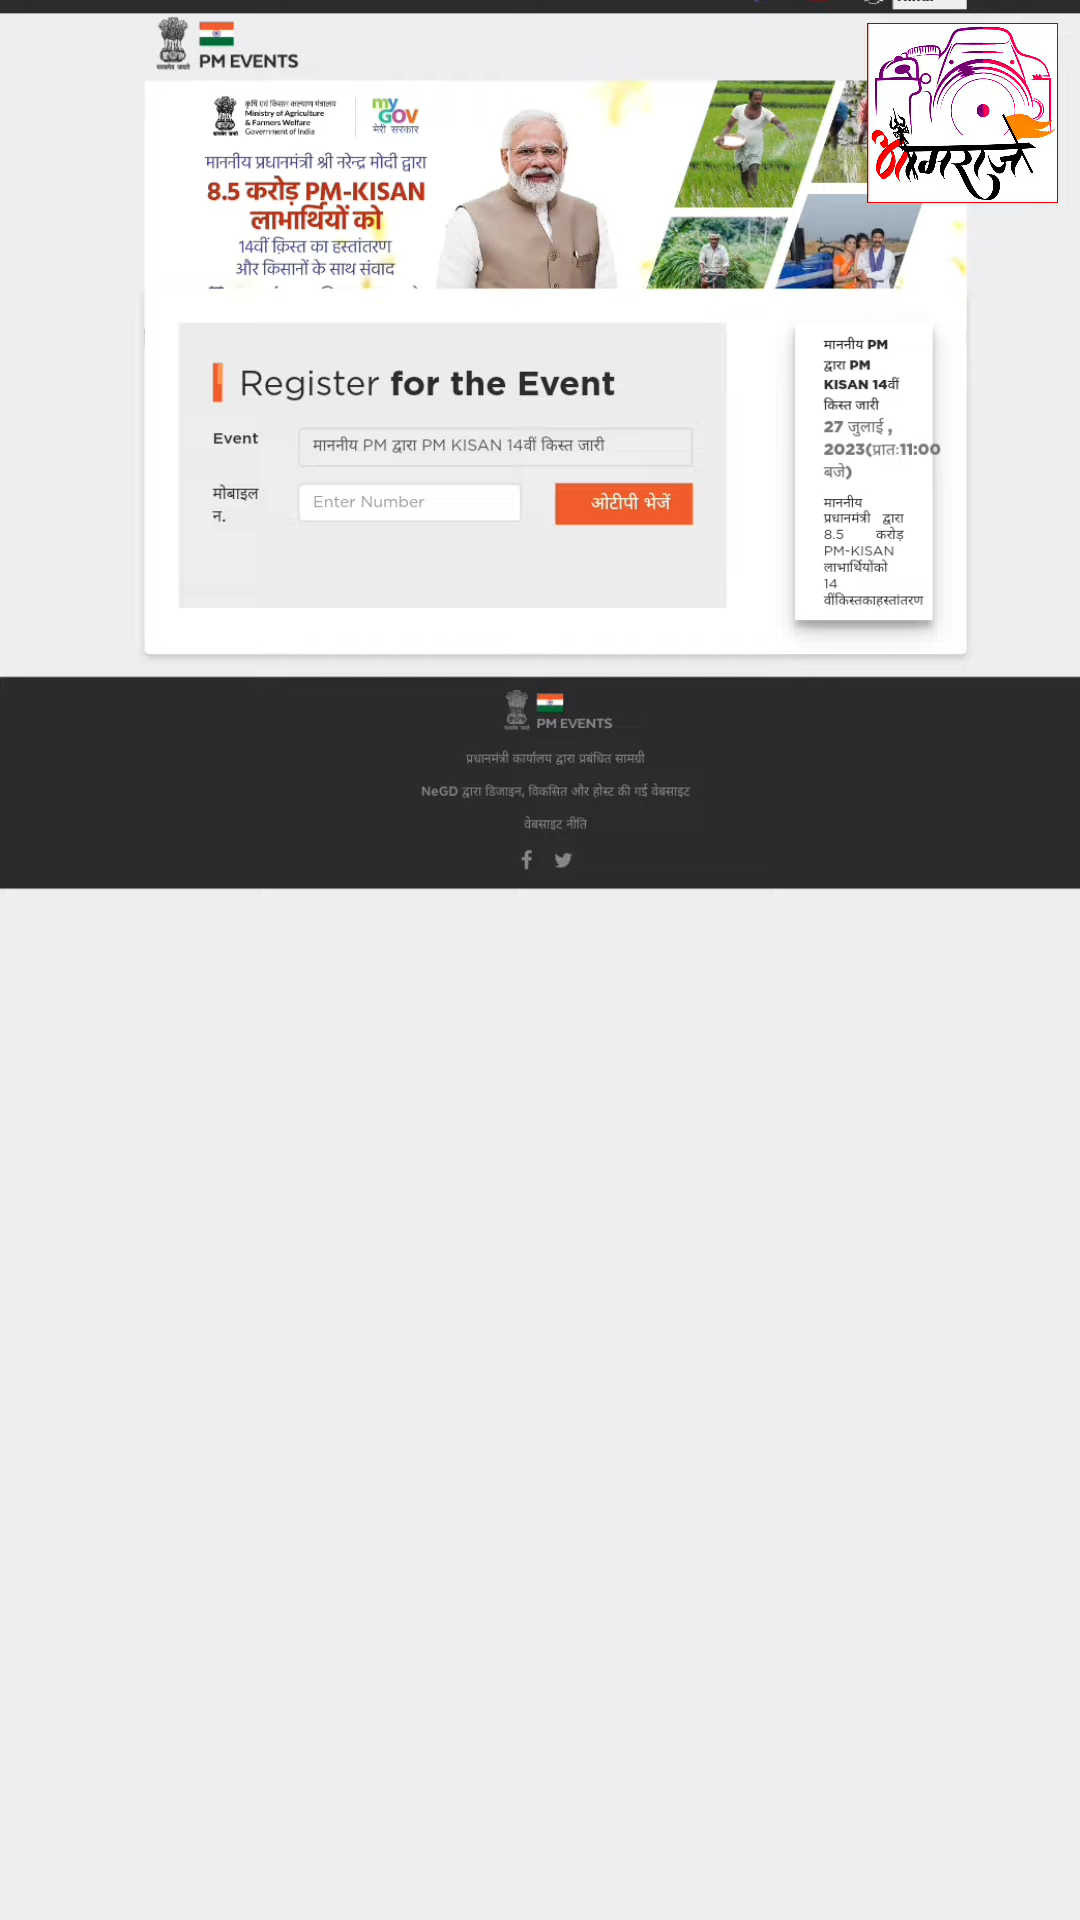 सत्यमेव जयते
PM EVENTS
कृषि एवं किसान कल्याण मंत्रालय
Ministry of Agriculture
& Farmers Welfare
Government of India
my
GOV
मेरी सरकार
माननीय प्रधानमंत्री श्री नरेन्द्र मोदी द्वारा
8.5 करोड़ PM-KISAN
लाभार्थियों को
14वीं क़िस्त का हस्तांतरण
और किसानों के साथ संवाद
Register for the Event
Event
माननीय PM द्वारा PM KISAN 14वीं किस्त जारी
मोबाइल
न.
Enter Number
ओटीपी भेजें
माननीय PM
द्वारा PM
KISAN 14वीं
किस्त जारी
27 जुलाई ,
2023(प्रात:11:00
बजे)
माननीय
प्रधानमंत्री द्वारा
8.5 करोड़
PM-KISAN
लाभार्थियोंको
14
वींकिस्तकाहस्तांतरण
PM EVENTS
प्रधानमंत्री कार्यालय द्वारा प्रबंधित सामग्री
NeGD द्वारा डिजाइन, विकसित और होस्ट की गई वेबसाइट
वेबसाइट नीति